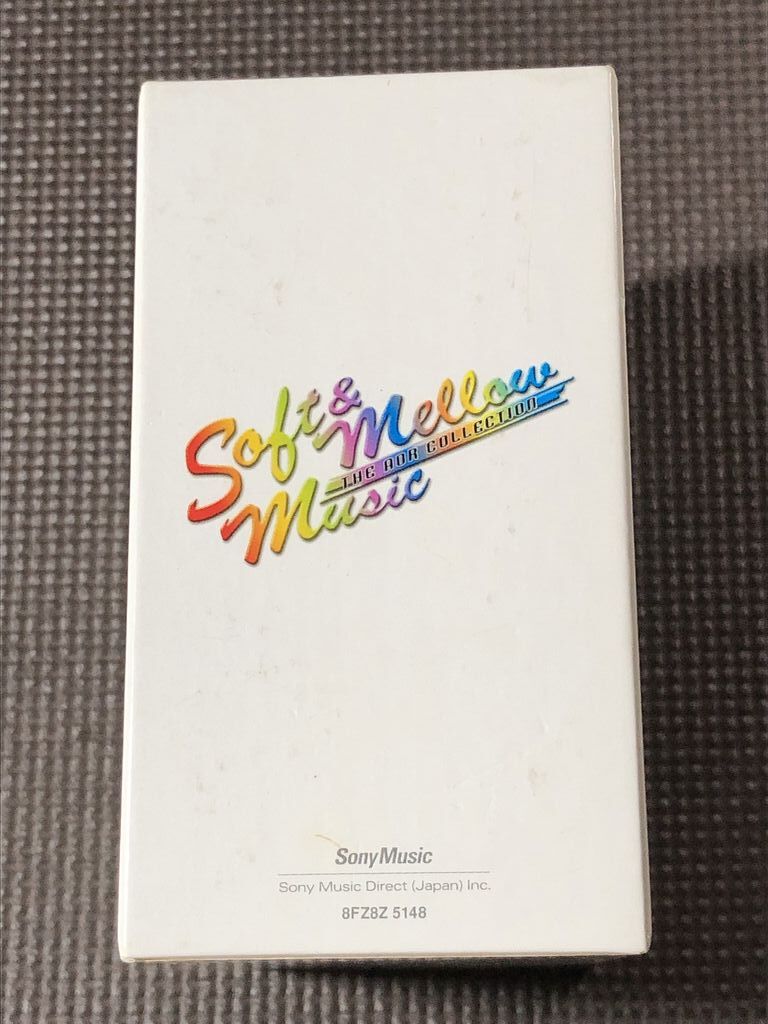 Soft & Mellow
THE AOR COLLECTION
Music
SonyMusic
Sony Music Direct (Japan) Inc.
8FZ8Z 5148